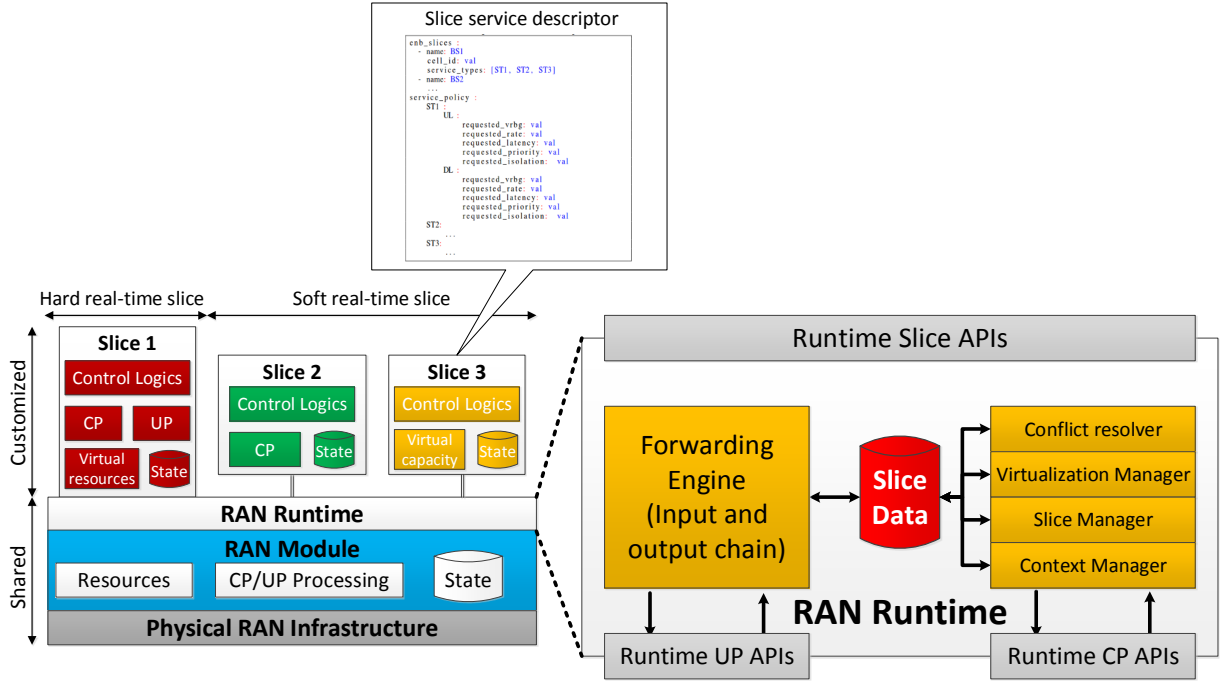 Slice service descriptor
enb_slices :
- name: BS1
cell_id: val
service_types: [ST1, ST2, ST3]
- name: BS2
...
service_policy :
ST1 :
UL :
requested_vrbg: val
requested_rate: val
requested_latency: val
requested_priority: val
requested_isolation: val
DL :
requested_vrbg: val
requested_rate: val
requested_latency: val
requested_priority: val
requested_isolation: val
ST2:
...
ST3:
...
Hard real-time slice
Soft real-time slice
Customized
Shared
Slice 1
Control Logics
CP
UP
Virtual
resources
State
Slice 2
Control Logics
CP
State
Slice 3
Control Logics
Virtual
capacity
State
RAN Runtime
RAN Module
Resources
CP/UP Processing
State
Physical RAN Infrastructure
Runtime Slice APIs
Forwarding
Engine
(Input and
output chain)
Slice
Data
Conflict resolver
Virtualization Manager
Slice Manager
Context Manager
RAN Runtime
Runtime UP APIs
Runtime CP APIs